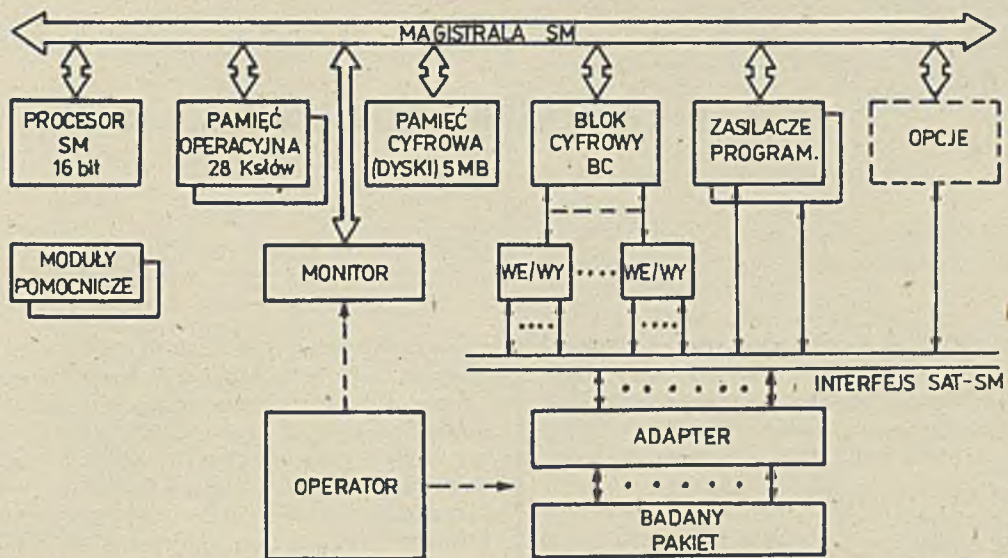 MAGISTRALA SM
PROCESOR
SM
16 bit
PAMIĘĆ
OPERACYJNA
28 Ksłów
PAMIĘĆ
CYFROWA
(DYSKI) 5 MB
BLOK
CYFROWY
BC
ZASILACZE
PROGRAM.
OPCJE
MODUŁY
POMOCNICZE
MONITOR
WE/WY
WE/WY
INTERFEJS SAT-SM
ADAPTER
OPERATOR
BADANY
PAKIET